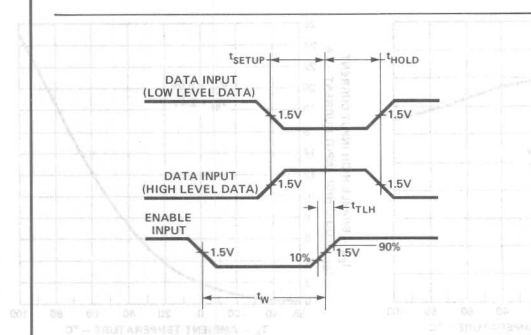 tSETUP
tHOLD
DATA INPUT
(LOW LEVEL DATA)
1.5V
1.5V
DATA INPUT
(HIGH LEVEL DATA)
1.5V
1.5V
tTLH
ENABLE
INPUT
1.5V
10%
1.5V
90%
tW